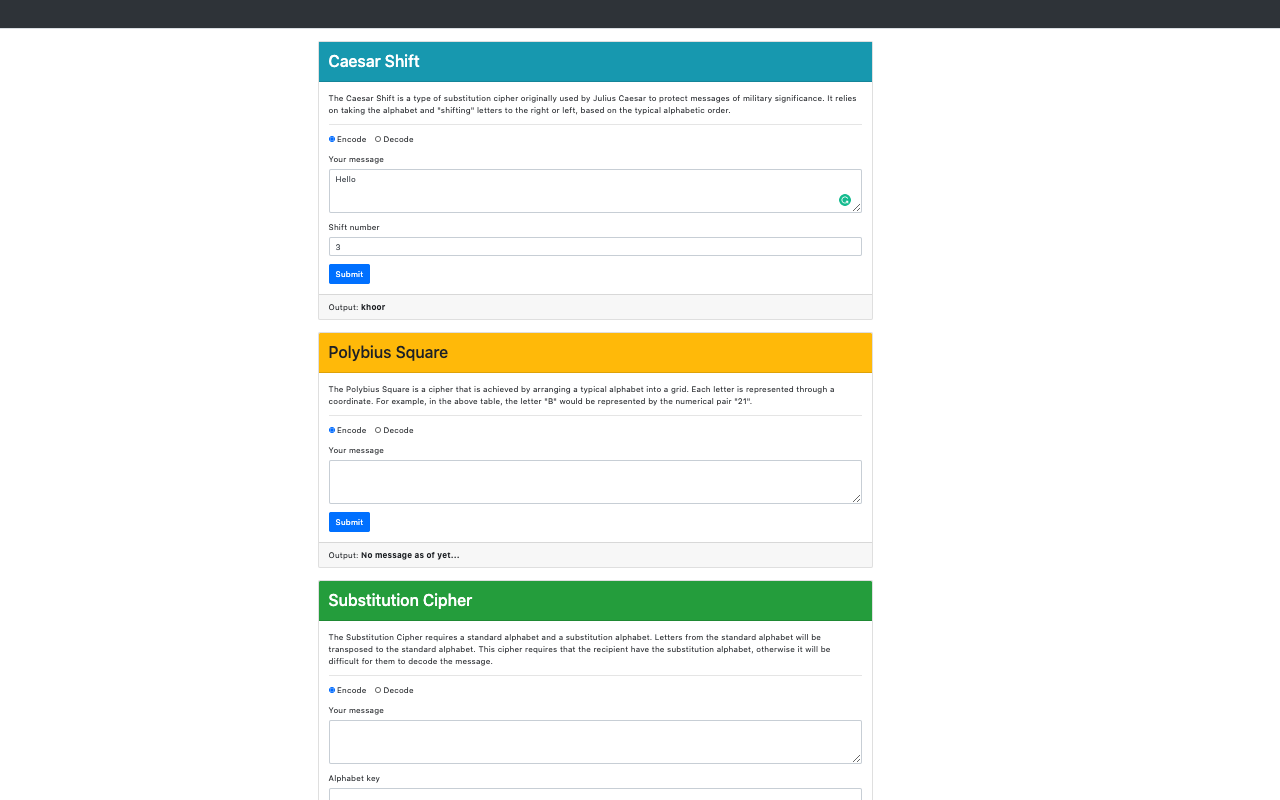 Caesar Shift
The Caesar Shift is a type of substitution cipher originally used by Julius Caesar to protect messages of military significance. It relies
on taking the alphabet and "shifting" letters to the right or left, based on the typical alphabetic order.
Encode Decode
Your message
Hello
Shift number
3
Submit
Output: khoor
Polybius Square
The Polybius Square is a cipher that is achieved by arranging a typical alphabet into a grid. Each letter is represented through a
coordinate. For example, in the above table, the letter "B" would be represented by the numerical pair "21".
Encode Decode
Your message
Submit
Output: No message as of yet...
Substitution Cipher
The Substitution Cipher requires a standard alphabet and a substitution alphabet. Letters from the standard alphabet will be
transposed to the standard alphabet. This cipher requires that the recipient have the substitution alphabet, otherwise it will be
difficult for them to decode the message.
Encode Decode
Your message
Alphabet key